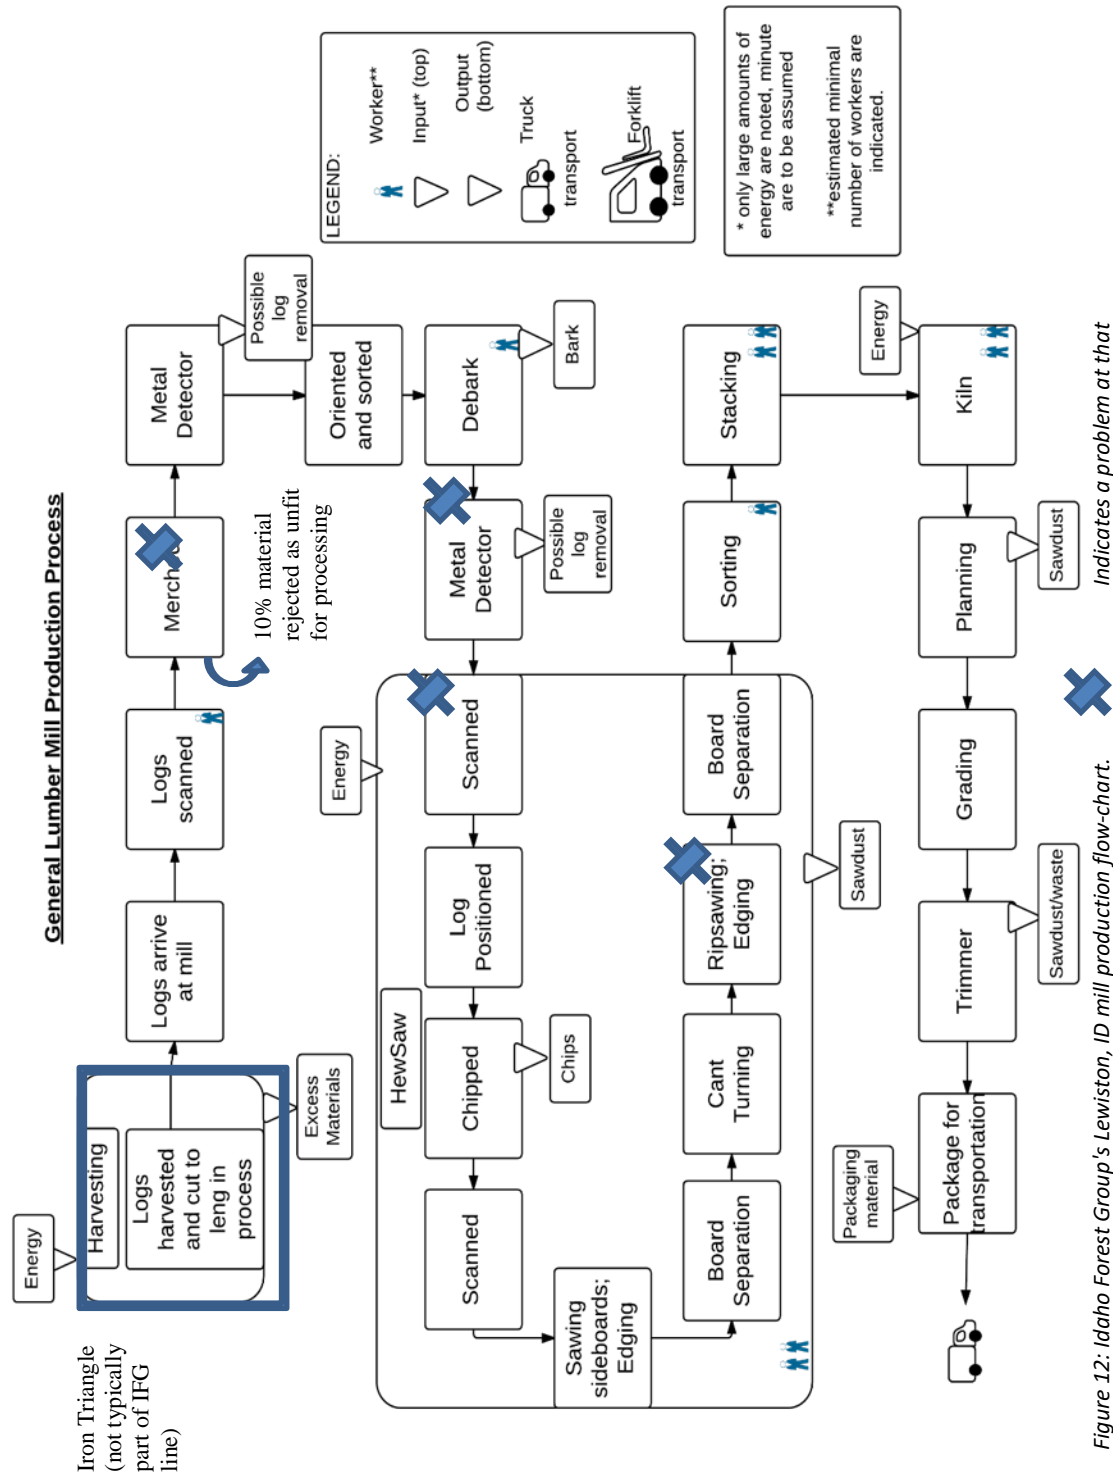 General Lumber Mill Production Process
Energy
Harvesting
Logs
harvested
and cut to
leng in
process
Excess
Materials
Iron Triangle
(not typically
part of IFG
line)
Logs arrive
at mill
Logs
scanned
10% material
rejected as unfit
for processing
Metal
Detector
Possible
log
removal
Oriented
and sorted
Debark
Bark
Metal
Detector
Possible
log
removal
Energy
Scanned
Log
Positioned
HewSaw
Chipped
Chips
Scanned
Sawing
sideboards;
Edging
Board
Separation
Cant
Turning
Ripsawing;
Edging
Board
Separation
Sawdust
Sorting
Stacking
Energy
Kiln
Planning
Sawdust
Grading
Trimmer
Sawdust/waste
Packaging
material
Package for
transportation
LEGEND:
Worker**
Input* (top)
Output
(bottom)
Truck
transport
Forklift
transport
* only large amounts of
energy are noted, minute
are to be assumed
**estimated minimal
number of workers are
indicated.
Figure 12: Idaho Forest Group's Lewiston, ID mill production flow-chart.
Indicates a problem at that